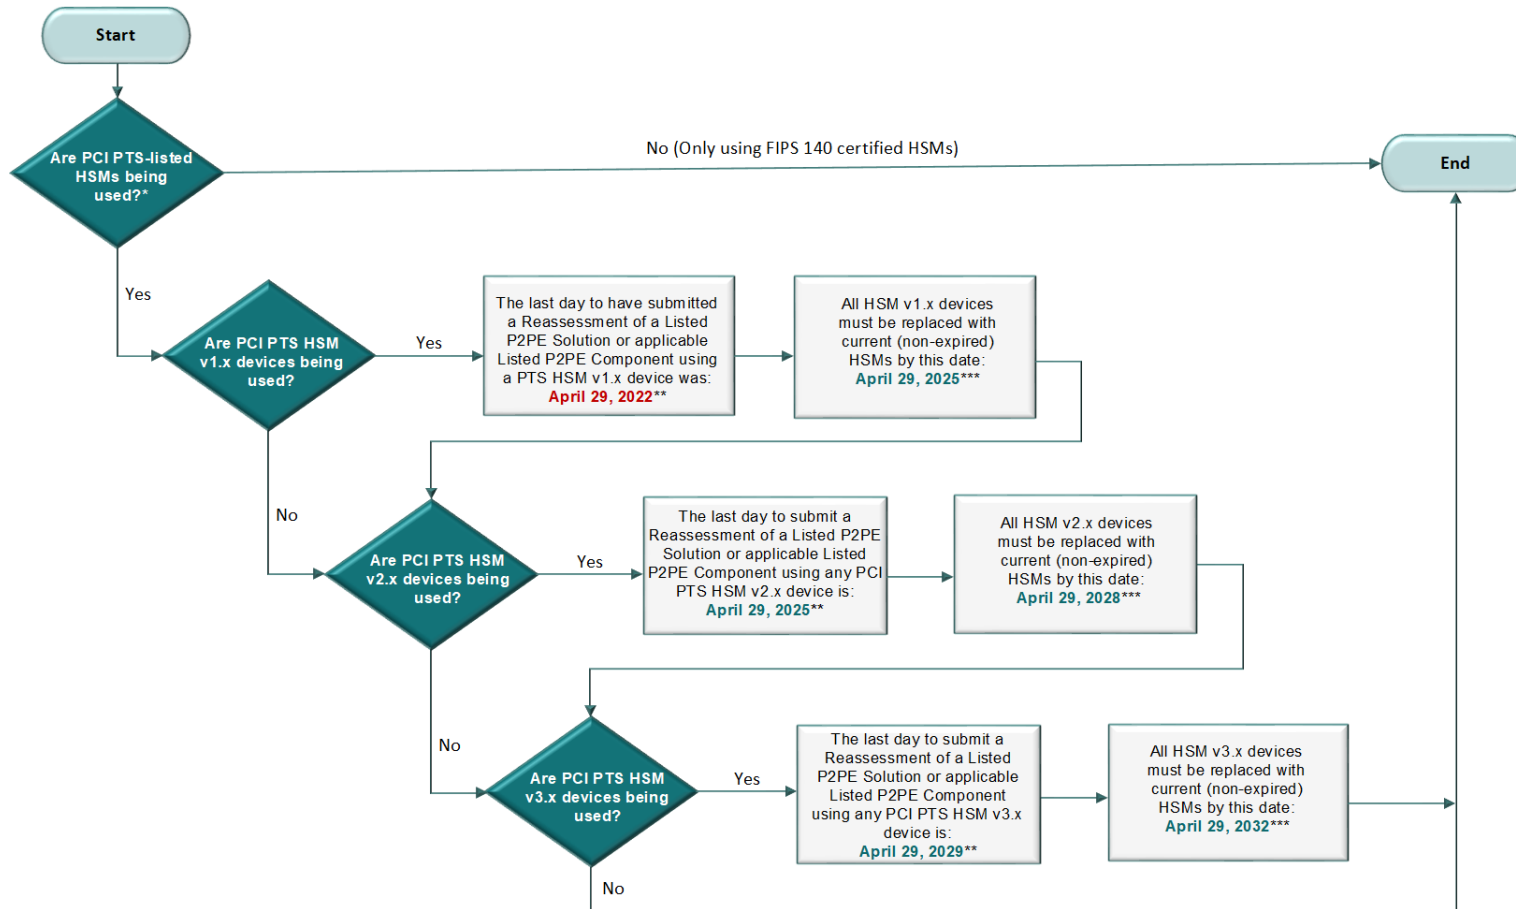 Start
Are PCI PTS-listed
HSMs being
used?*
No (Only using FIPS 140 certified HSMs)
End
Yes
Are PCI PTS HSM
v1.x devices being
used?
Yes
The last day to have submitted
a Reassessment of a Listed
P2PE Solution or applicable
Listed P2PE Component using
a PTS HSM v1.x device was:
April 29, 2022**
All HSM v1.x devices
must be replaced with
current (non-expired)
HSMs by this date:
April 29, 2025***
No
Are PCI PTS HSM
v2.x devices being
used?
Yes
The last day to submit a
Reassessment of a Listed P2PE
Solution or applicable Listed
P2PE Component using any PCI
PTS HSM v2.x device is:
April 29, 2025**
All HSM v2.x devices
must be replaced with
current (non-expired)
HSMs by this date:
April 29, 2028***
No
Are PCI PTS HSM
v3.x devices being
used?
Yes
The last day to submit a
Reassessment of a Listed
P2PE Solution or applicable
Listed P2PE Component
using any PCI PTS HSM v3.x
device is:
April 29, 2029**
All HSM v3.x devices
must be replaced with
current (non-expired)
HSMs by this date:
April 29, 2032***
No